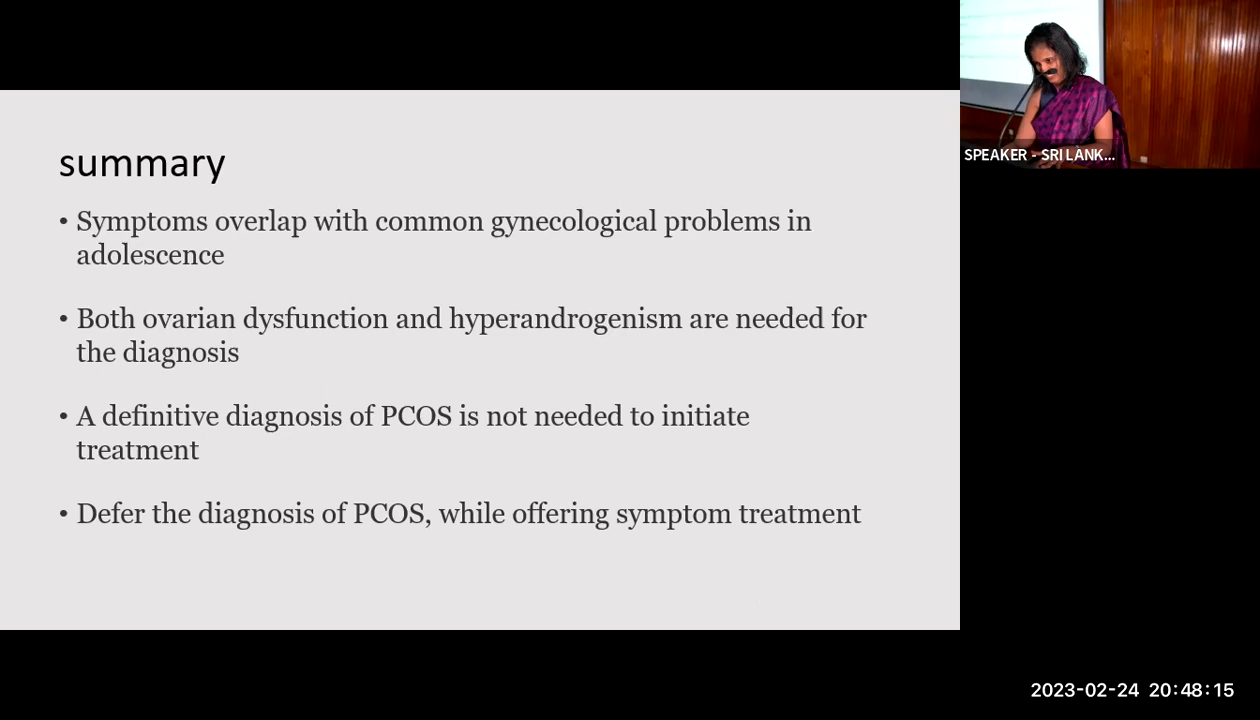 summary
• Symptoms overlap with common gynecological problems in
adolescence
• Both ovarian dysfunction and hyperandrogenism are needed for
the diagnosis
• A definitive diagnosis of PCOS is not needed to initiate
treatment
• Defer the diagnosis of PCOS, while offering symptom treatment
SPEAKER - SRI LANK...
2023-02-24 20:48:15